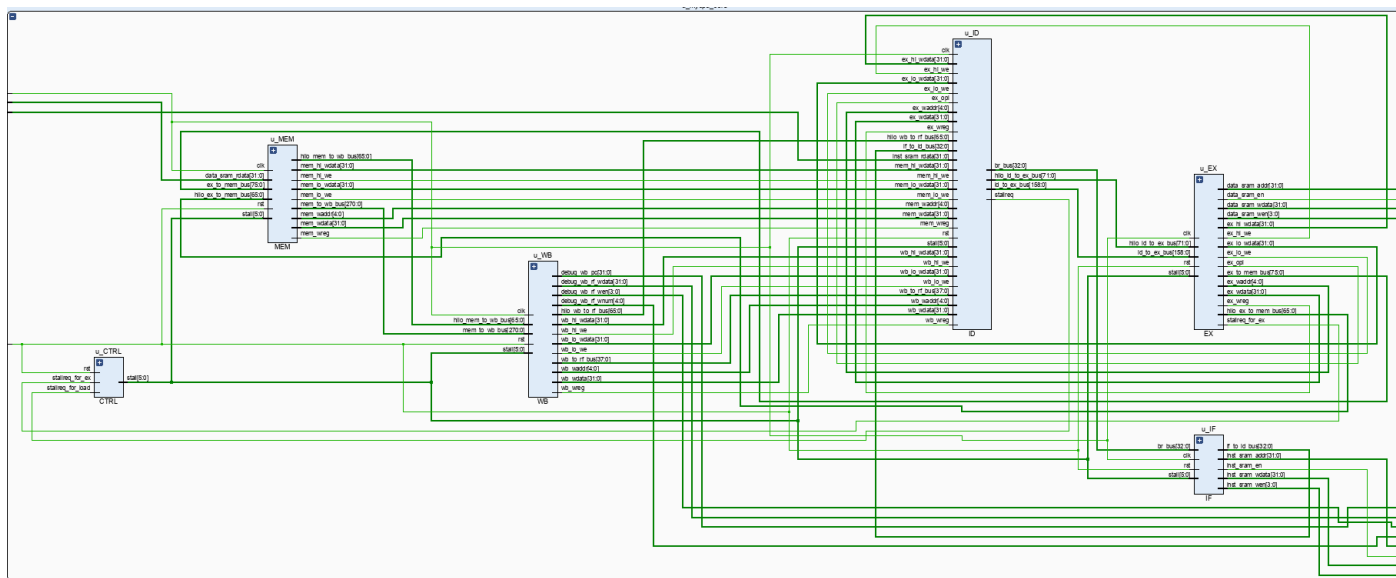 u_MEM
clk
data_sram_rdata[31:0]
ex_to_mem_bus[75:0]
hilo_ex_to_mem_bus[65:0]
rst
stall[5:0]
hilo_mem_to_wb_bus[65:0]
mem_hi_wdata[31:0]
mem_hi_we
mem_lo_wdata[31:0]
mem_lo_we
mem_to_wb_bus[270:0]
mem_waddr[4:0]
mem_wdata[31:0]
mem_wreg
MEM
u_WB
clk
hilo_mem_to_wb_bus[65:0]
mem_to_wb_bus[270:0]
rst
stall[5:0]
debug_wb_pc[31:0]
debug_wb_rf_wdata[31:0]
debug_wb_rf_wen[3:0]
debug_wb_rf_wnum[4:0]
hilo_wb_to_rf_bus[65:0]
wb_hi_wdata[31:0]
wb_hi_we
wb_lo_wdata[31:0]
wb_lo_we
wb_to_rf_bus[37:0]
wb_waddr[4:0]
wb_wdata[31:0]
wb_wreg
WB
u_CTRL
rst
stallreq_for_ex
stallreq_for_load
stall[5:0]
CTRL
u_ID
clk
ex_hi_wdata[31:0]
ex_hi_we
ex_lo_wdata[31:0]
ex_lo_we
ex_opl
ex_waddr[4:0]
ex_wdata[31:0]
ex_wreg
hilo_wb_to_rf_bus[65:0]
if_to_id_bus[32:0]
inst_sram_rdata[31:0]
mem_hi_wdata[31:0]
mem_hi_we
mem_lo_wdata[31:0]
mem_lo_we
mem_waddr[4:0]
mem_wdata[31:0]
mem_wreg
rst
stall[5:0]
wb_hi_wdata[31:0]
wb_hi_we
wb_lo_wdata[31:0]
wb_lo_we
wb_to_rf_bus[37:0]
wb_waddr[4:0]
wb_wdata[31:0]
wb_wreg
br_bus[32:0]
hilo_id_to_ex_bus[71:0]
id_to_ex_bus[158:0]
stallreq
ID
u_EX
clk
hilo_id_to_ex_bus[71:0]
id_to_ex_bus[158:0]
rst
stall[5:0]
data_sram_addr[31:0]
data_sram_en
data_sram_wdata[31:0]
data_sram_wen[3:0]
ex_hi_wdata[31:0]
ex_hi_we
ex_lo_wdata[31:0]
ex_lo_we
ex_opl
ex_to_mem_bus[75:0]
ex_waddr[4:0]
ex_wdata[31:0]
ex_wreg
hilo_ex_to_mem_bus[65:0]
stallreq_for_ex
EX
u_IF
br_bus[32:0]
clk
rst
stall[5:0]
if_to_id_bus[32:0]
inst_sram_addr[31:0]
inst_sram_en
inst_sram_wdata[31:0]
inst_sram_wen[3:0]
IF